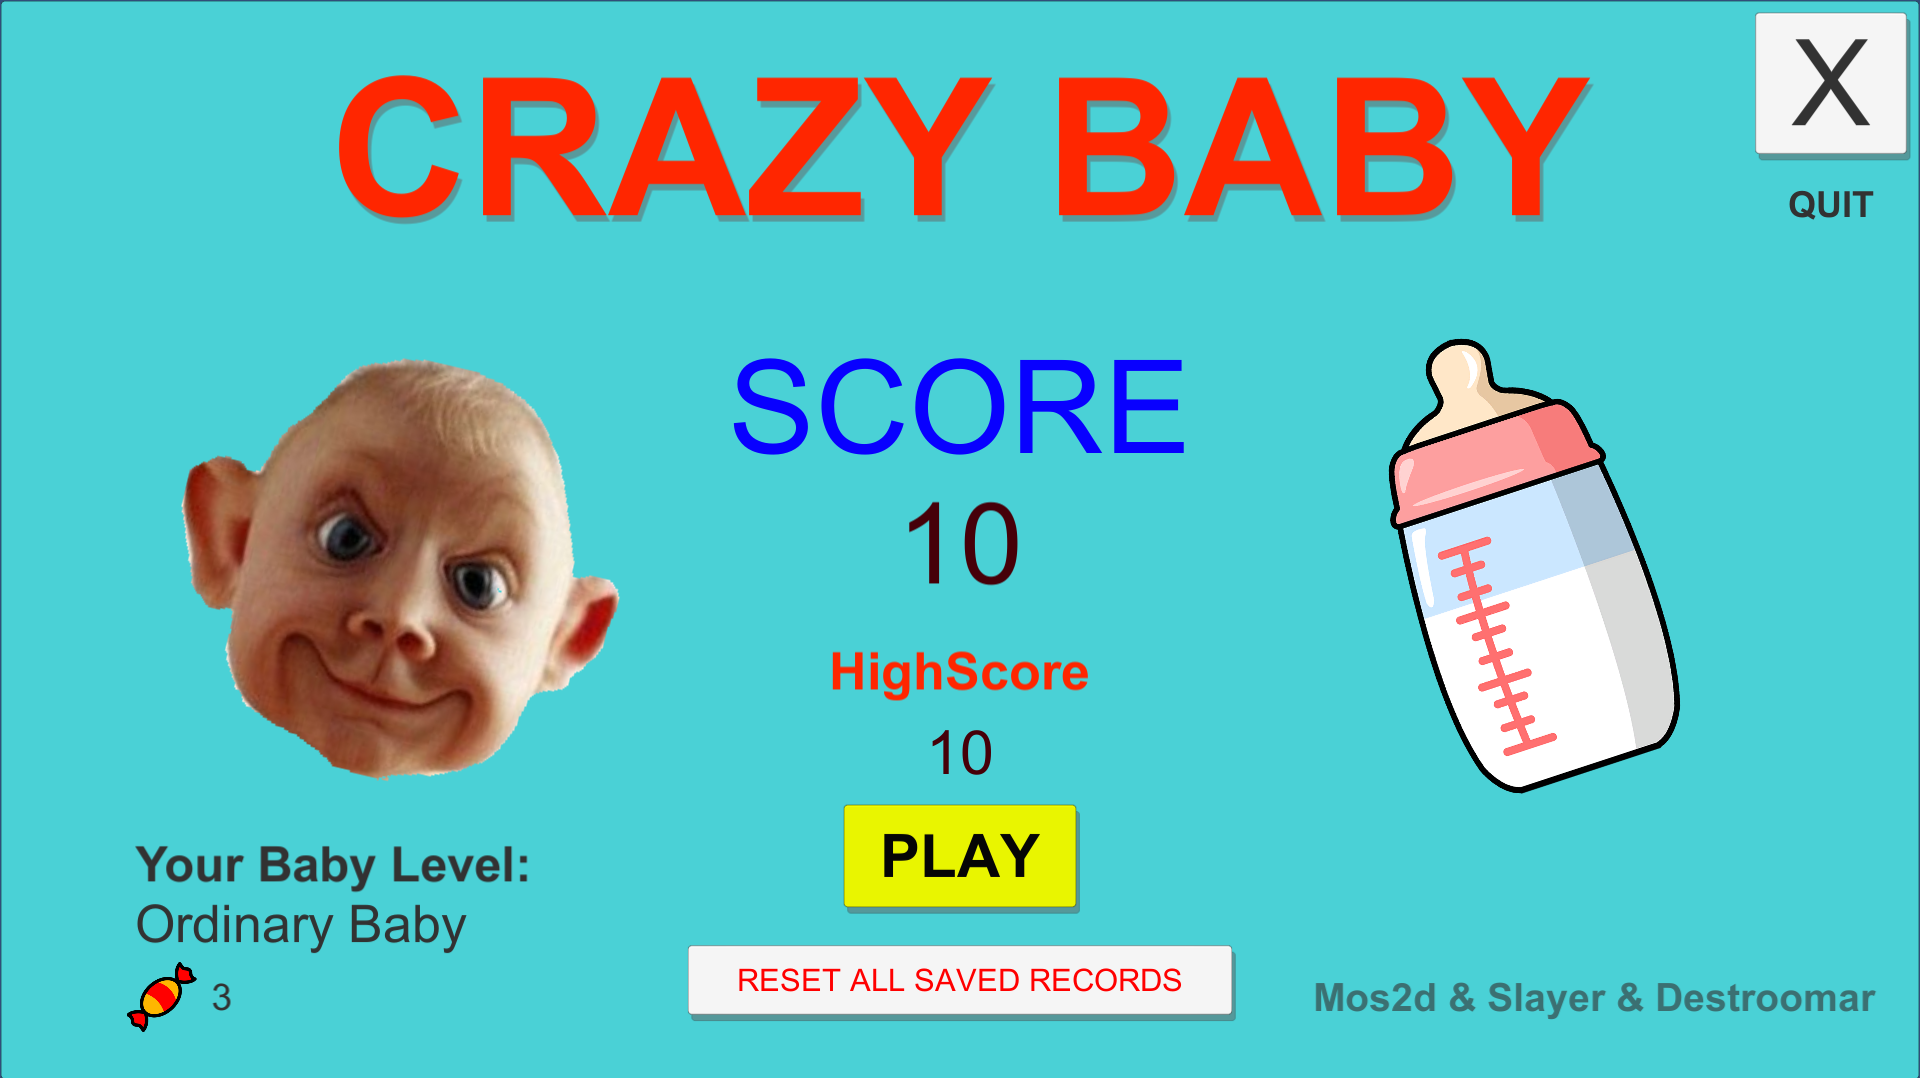 CRAZY BABY
X
QUIT
SCORE
10
HighScore
10
PLAY
Your Baby Level:
Ordinary Baby
3
RESET ALL SAVED RECORDS
Mos2d & Slayer & Destroomar